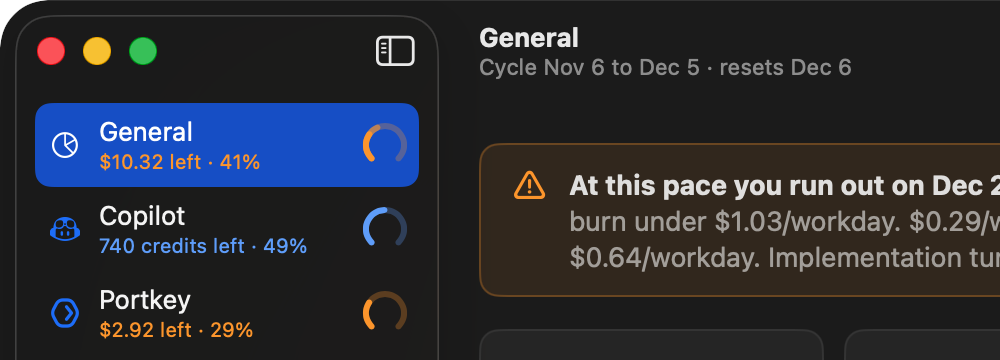 General
$10.32 left · 41%
Copilot
740 credits left · 49%
Portkey
$2.92 left · 29%
General
Cycle Nov 6 to Dec 5 · resets Dec 6
At this pace you run out on Dec
burn under $1.03/workday. $0.29/
$0.64/workday. Implementation